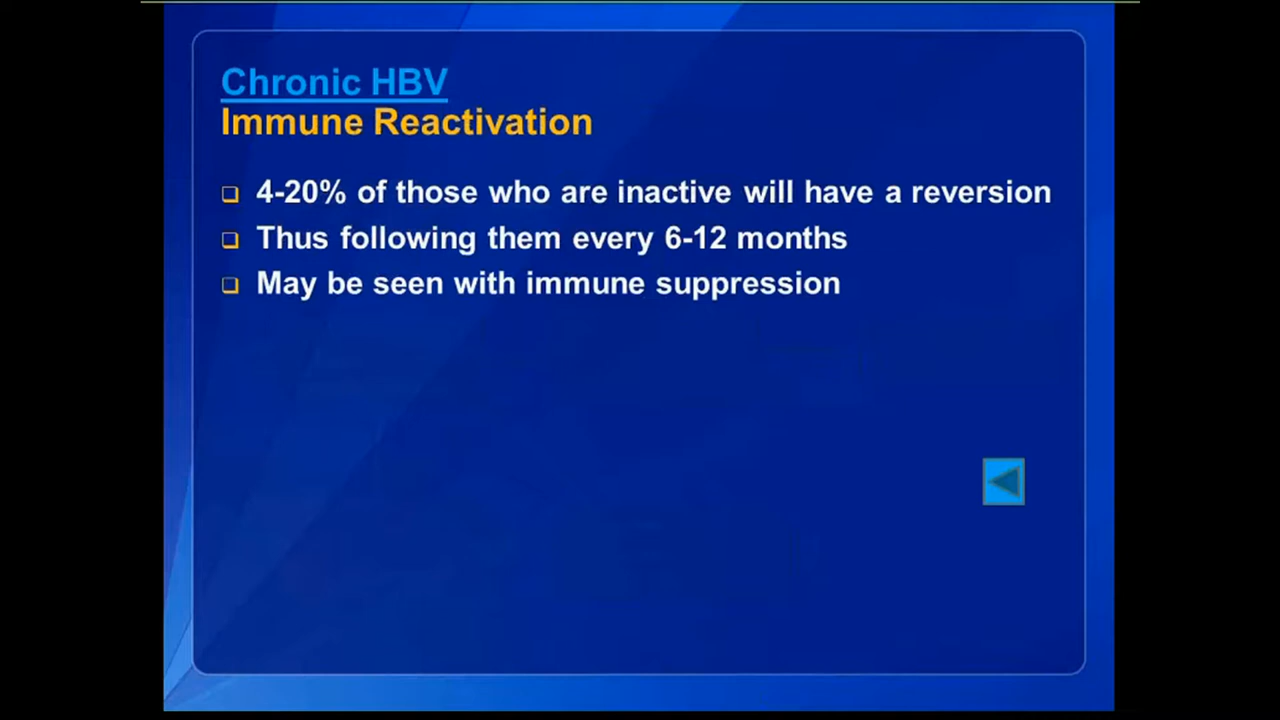 Chronic HBV
Immune Reactivation
4-20% of those who are inactive will have a reversion
Thus following them every 6-12 months
May be seen with immune suppression